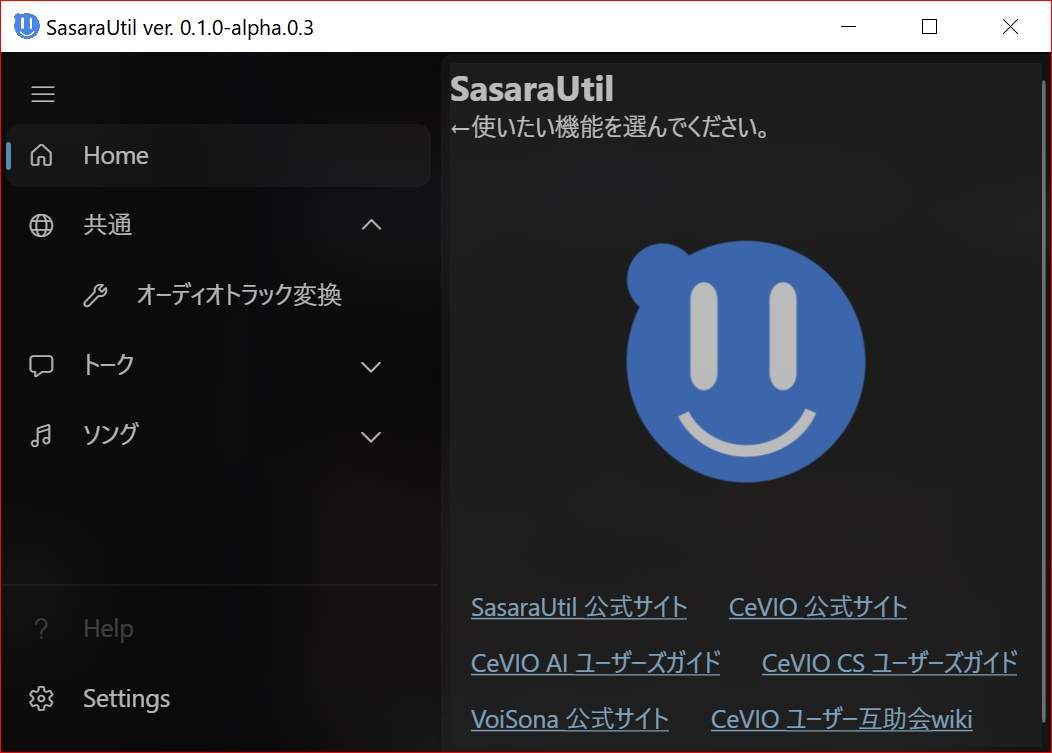 SasaraUtil ver. 0.1.0-alpha.0.3
Home
共通
オーディオトラック変換
トーク
ソング
Help
Settings
SasaraUtil
←使いたい機能を選んでください。
SasaraUtil 公式サイト
CeVIO 公式サイト
CeVIO AI ユーザーズガイド
CeVIO CS ユーザーズガイド
VoiSona 公式サイト
CeVIO ユーザー互助会wiki